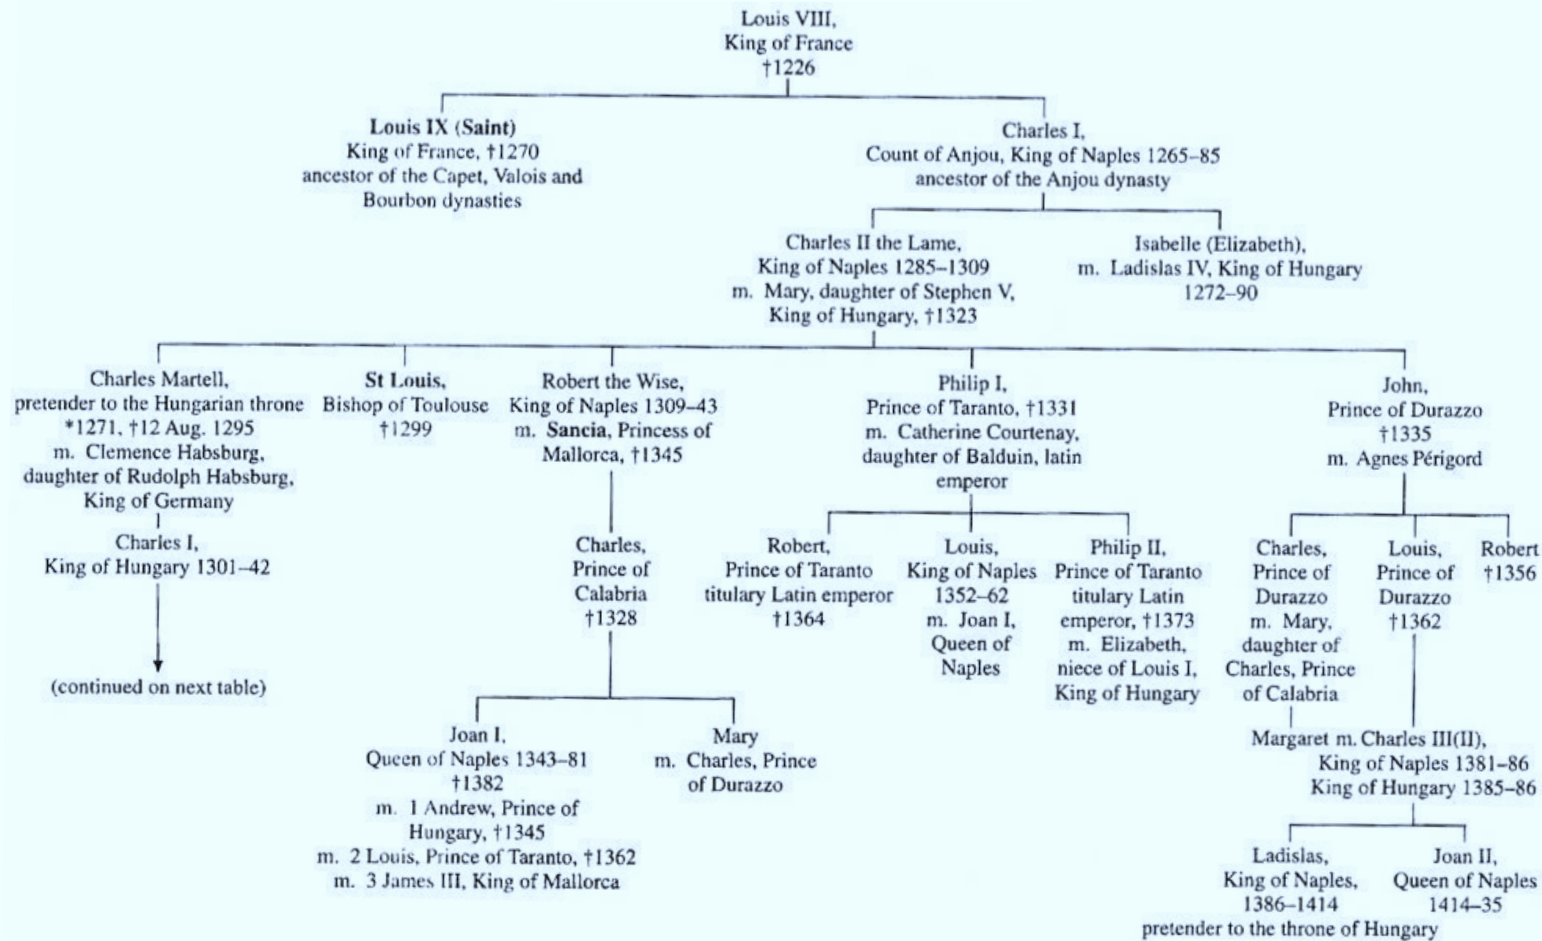 Louis VIII,
King of France
†1226
Louis IX (Saint)
King of France, †1270
ancestor of the Capet, Valois and
Bourbon dynasties
Charles I,
Count of Anjou, King of Naples 1265–85
ancestor of the Anjou dynasty
Charles II the Lame,
King of Naples 1285–1309
m. Mary, daughter of Stephen V,
King of Hungary, †1323
Isabelle (Elizabeth),
m. Ladislas IV, King of Hungary
1272–90
Charles Martell,
pretender to the Hungarian throne
*1271, †12 Aug. 1295
m. Clemence Habsburg,
daughter of Rudolph Habsburg,
King of Germany
St Louis,
Bishop of Toulouse
†1299
Robert the Wise,
King of Naples 1309–43
m. Sancia, Princess of
Mallorca, †1345
Philip I,
Prince of Taranto, †1331
m. Catherine Courtenay,
daughter of Balduin, latin
emperor
John,
Prince of Durazzo
†1335
m. Agnes Périgord
Charles I,
King of Hungary 1301–42
(continued on next table)
Charles,
Prince of
Calabria
†1328
Robert,
Prince of Taranto
titulary Latin emperor
†1364
Louis,
King of Naples
1352–62
m. Joan I,
Queen of
Naples
Philip II,
Prince of Taranto
titulary Latin
emperor, †1373
m. Elizabeth,
niece of Louis I,
King of Hungary
Charles,
Prince of
Durazzo
m. Mary,
daughter of
Charles, Prince
of Calabria
Louis,
Prince of
Durazzo
†1362
Robert
†1356
Joan I,
Queen of Naples 1343–81
†1382
m. 1 Andrew, Prince of
Hungary, †1345
m. 2 Louis, Prince of Taranto, †1362
m. 3 James III, King of Mallorca
Mary
m. Charles, Prince
of Durazzo
Margaret m. Charles III(II),
King of Naples 1381–86
King of Hungary 1385–86
Ladislas,
King of Naples,
1386–1414
pretender to the throne of Hungary
Joan II,
Queen of Naples
1414–35